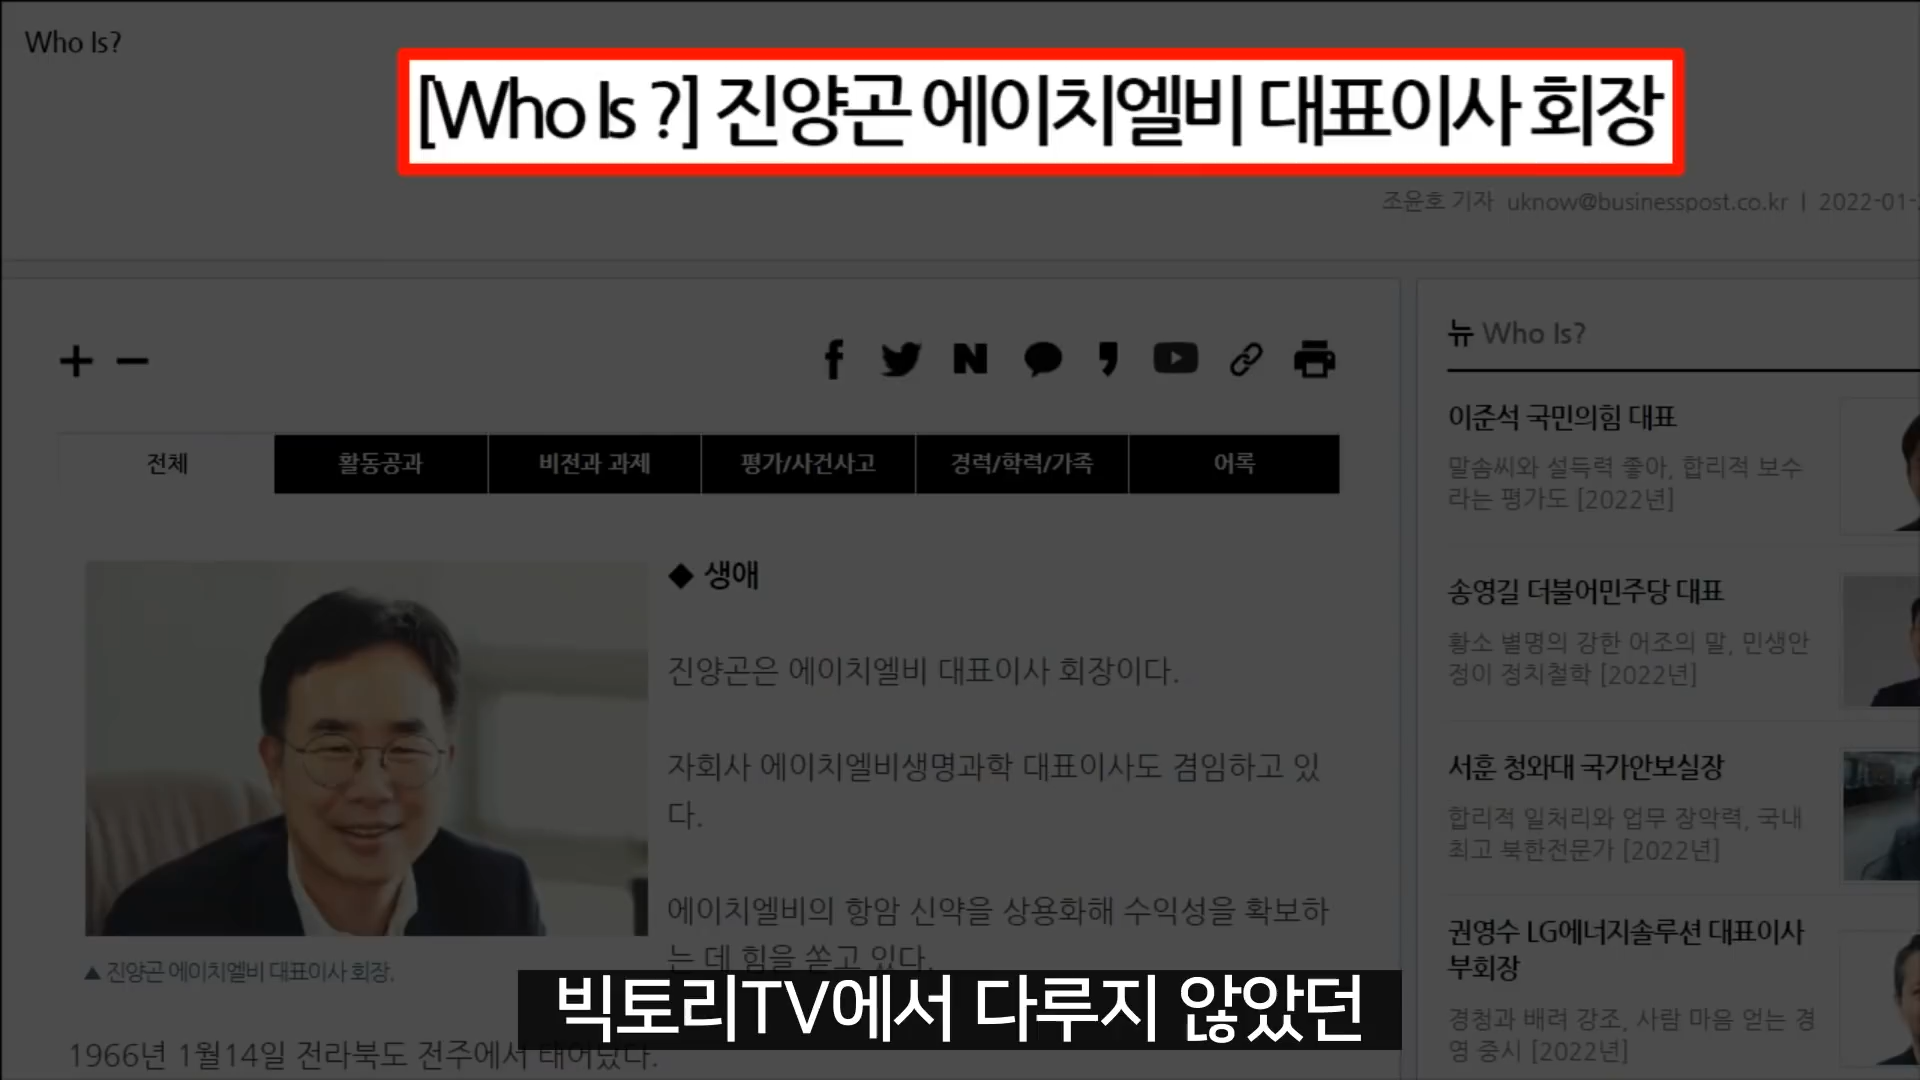 Who Is?
[Who Is ?] 진양곤 에이치엘비 대표이사 회장
조윤호 기자 uknow@businesspost.co.kr | 2022-01-
전체 활동공과 비전과 과제 평가/사건사고 경력/학력/가족 어록
◆ 생애
진양곤은 에이치엘비 대표이사 회장이다.
자회사 에이치엘비생명과학 대표이사도 겸임하고 있
다.
에이치엘비의 항암 신약을 상용화해 수익성을 확보하
는 데 힘을 쏟고 있다.
▲ 진양곤 에이치엘비 대표이사 회장.
1966년 1월14일 전라북도 전주에서 태어났다.
뉴 Who Is?
이준석 국민의힘 대표
말솜씨와 설득력 좋아, 합리적 보수
라는 평가도 [2022년]
송영길 더불어민주당 대표
황소 별명의 강한 어조의 말, 민생안
정이 정치철학 [2022년]
서훈 청와대 국가안보실장
합리적 일처리와 업무 장악력, 국내
최고 북한전문가 [2022년]
권영수 LG에너지솔루션 대표이사
부회장
경청과 배려 강조, 사람 마음 얻는 경
영 중시 [2022년]
빅토리TV에서 다루지 않았던